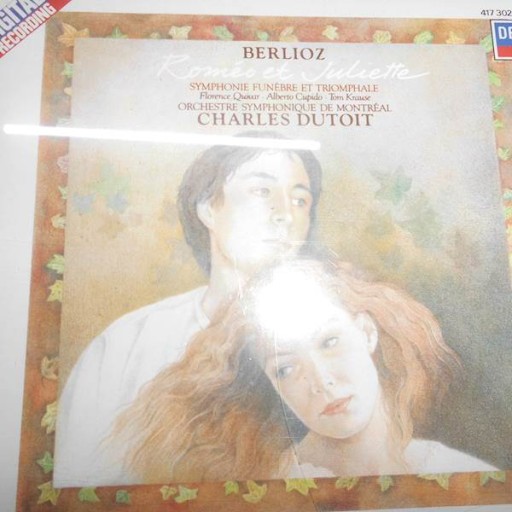 DIGITAL
RECORDING
417 302
DE
BERLIOZ
Roméo et Juliette
SYMPHONIE FUNÈBRE ET TRIOMPHALE
Florence Quivar · Alberto Cupido · Tom Krause
ORCHESTRE SYMPHONIQUE DE MONTRÉAL
CHARLES DUTOIT